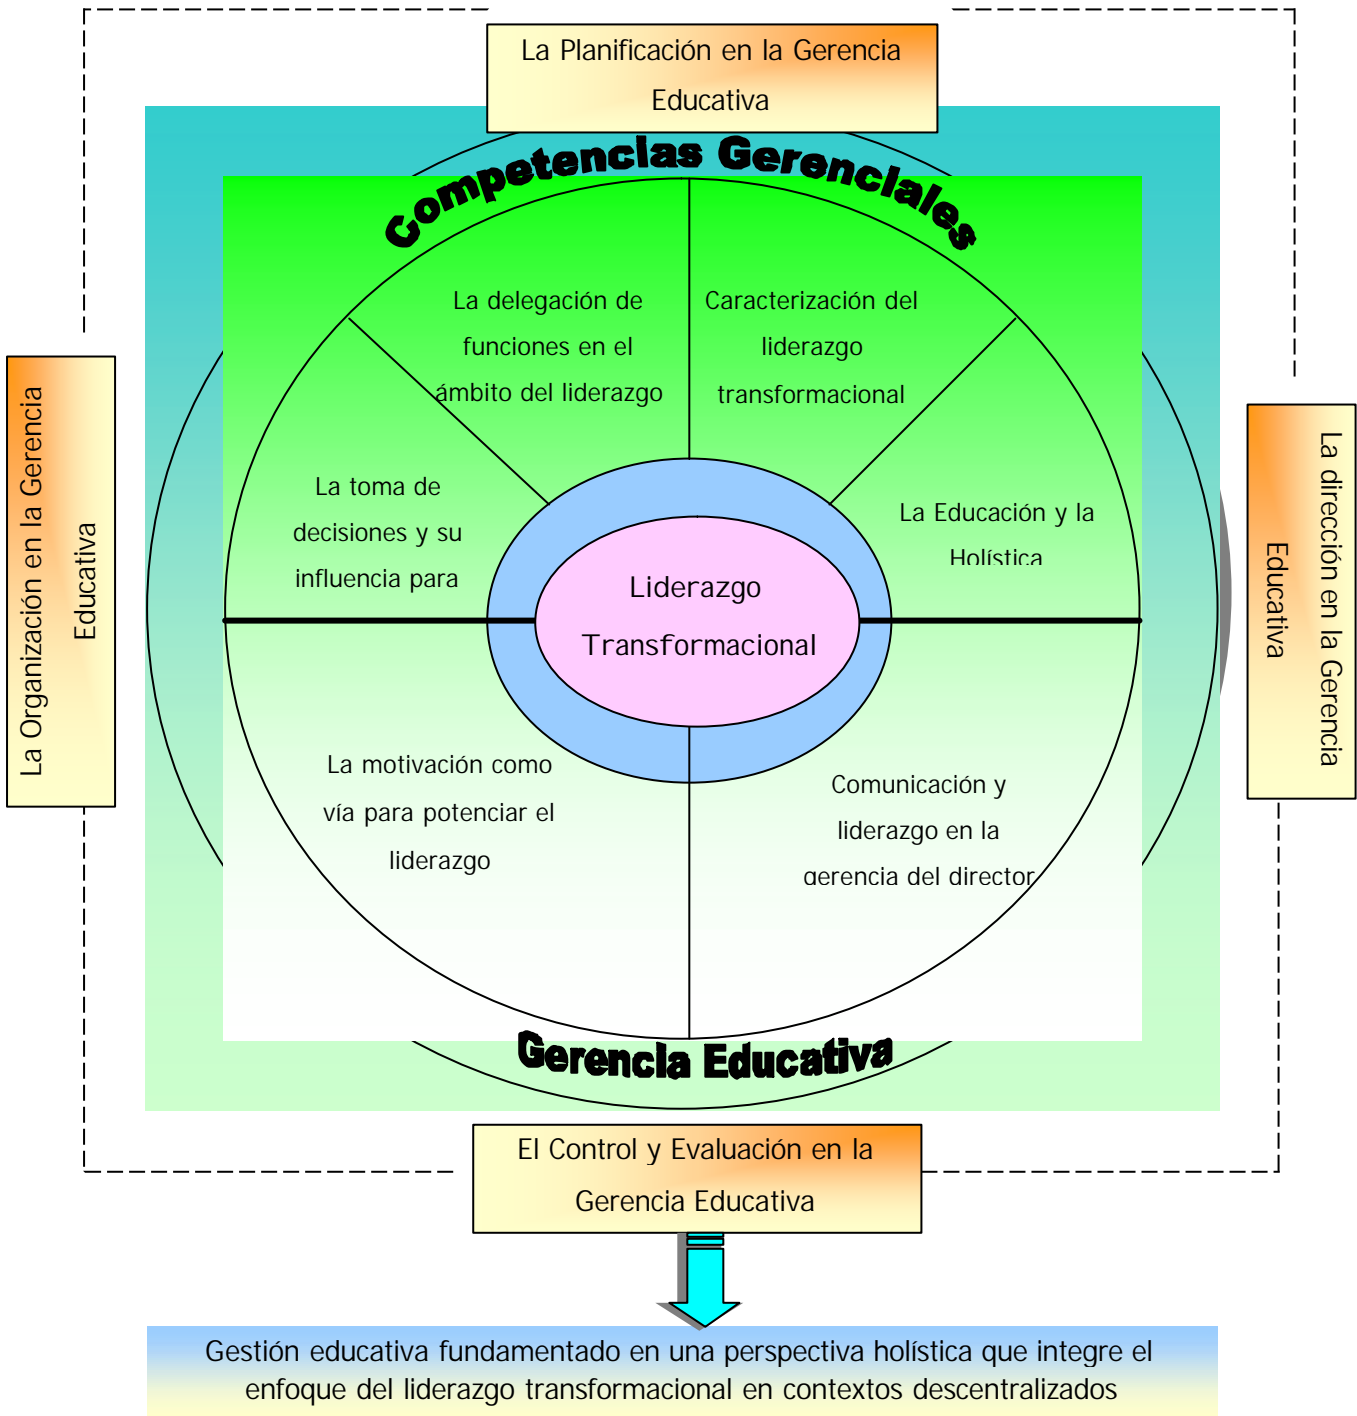 La Planificación en la Gerencia
Educativa
Competencias Gerenciales
La delegación de
funciones en el
ámbito del liderazgo
Caracterización del
liderazgo
transformacional
La toma de
decisiones y su
influencia para
La Educación y la
Holística
La Organización en la Gerencia
Educativa
Liderazgo
Transformacional
La dirección en la Gerencia
Educativa
La motivación como
vía para potenciar el
liderazgo
Comunicación y
liderazgo en la
gerencia del director
Gerencia Educativa
El Control y Evaluación en la
Gerencia Educativa
Gestión educativa fundamentado en una perspectiva holística que integre el
enfoque del liderazgo transformacional en contextos descentralizados